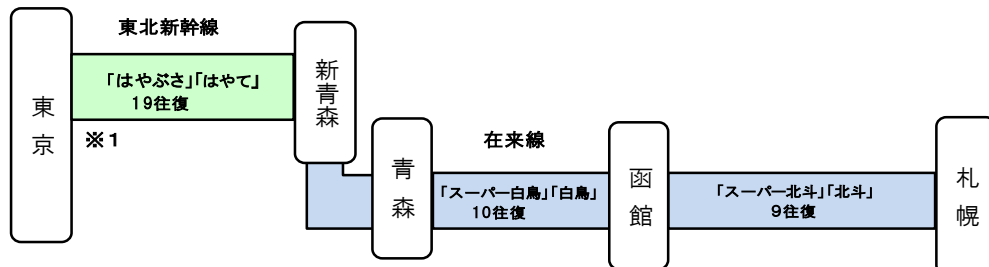 東北新幹線
東京
「はやぶさ」「はやて」
19往復
※1
新青森
青森
在来線
「スーパー白鳥」「白鳥」
10往復
函館
「スーパー北斗」「北斗」
9往復
札幌